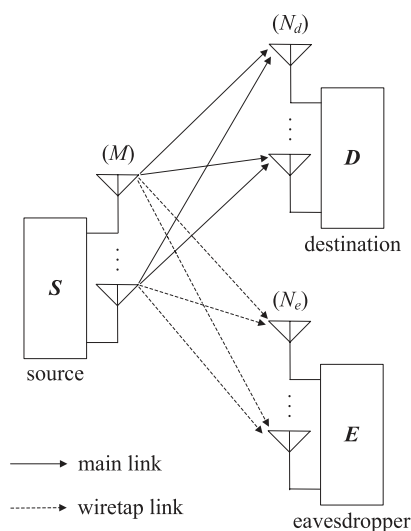 (N_d)
(M)
D
destination
S
source
(N_e)
E
eavesdropper
main link
wiretap link